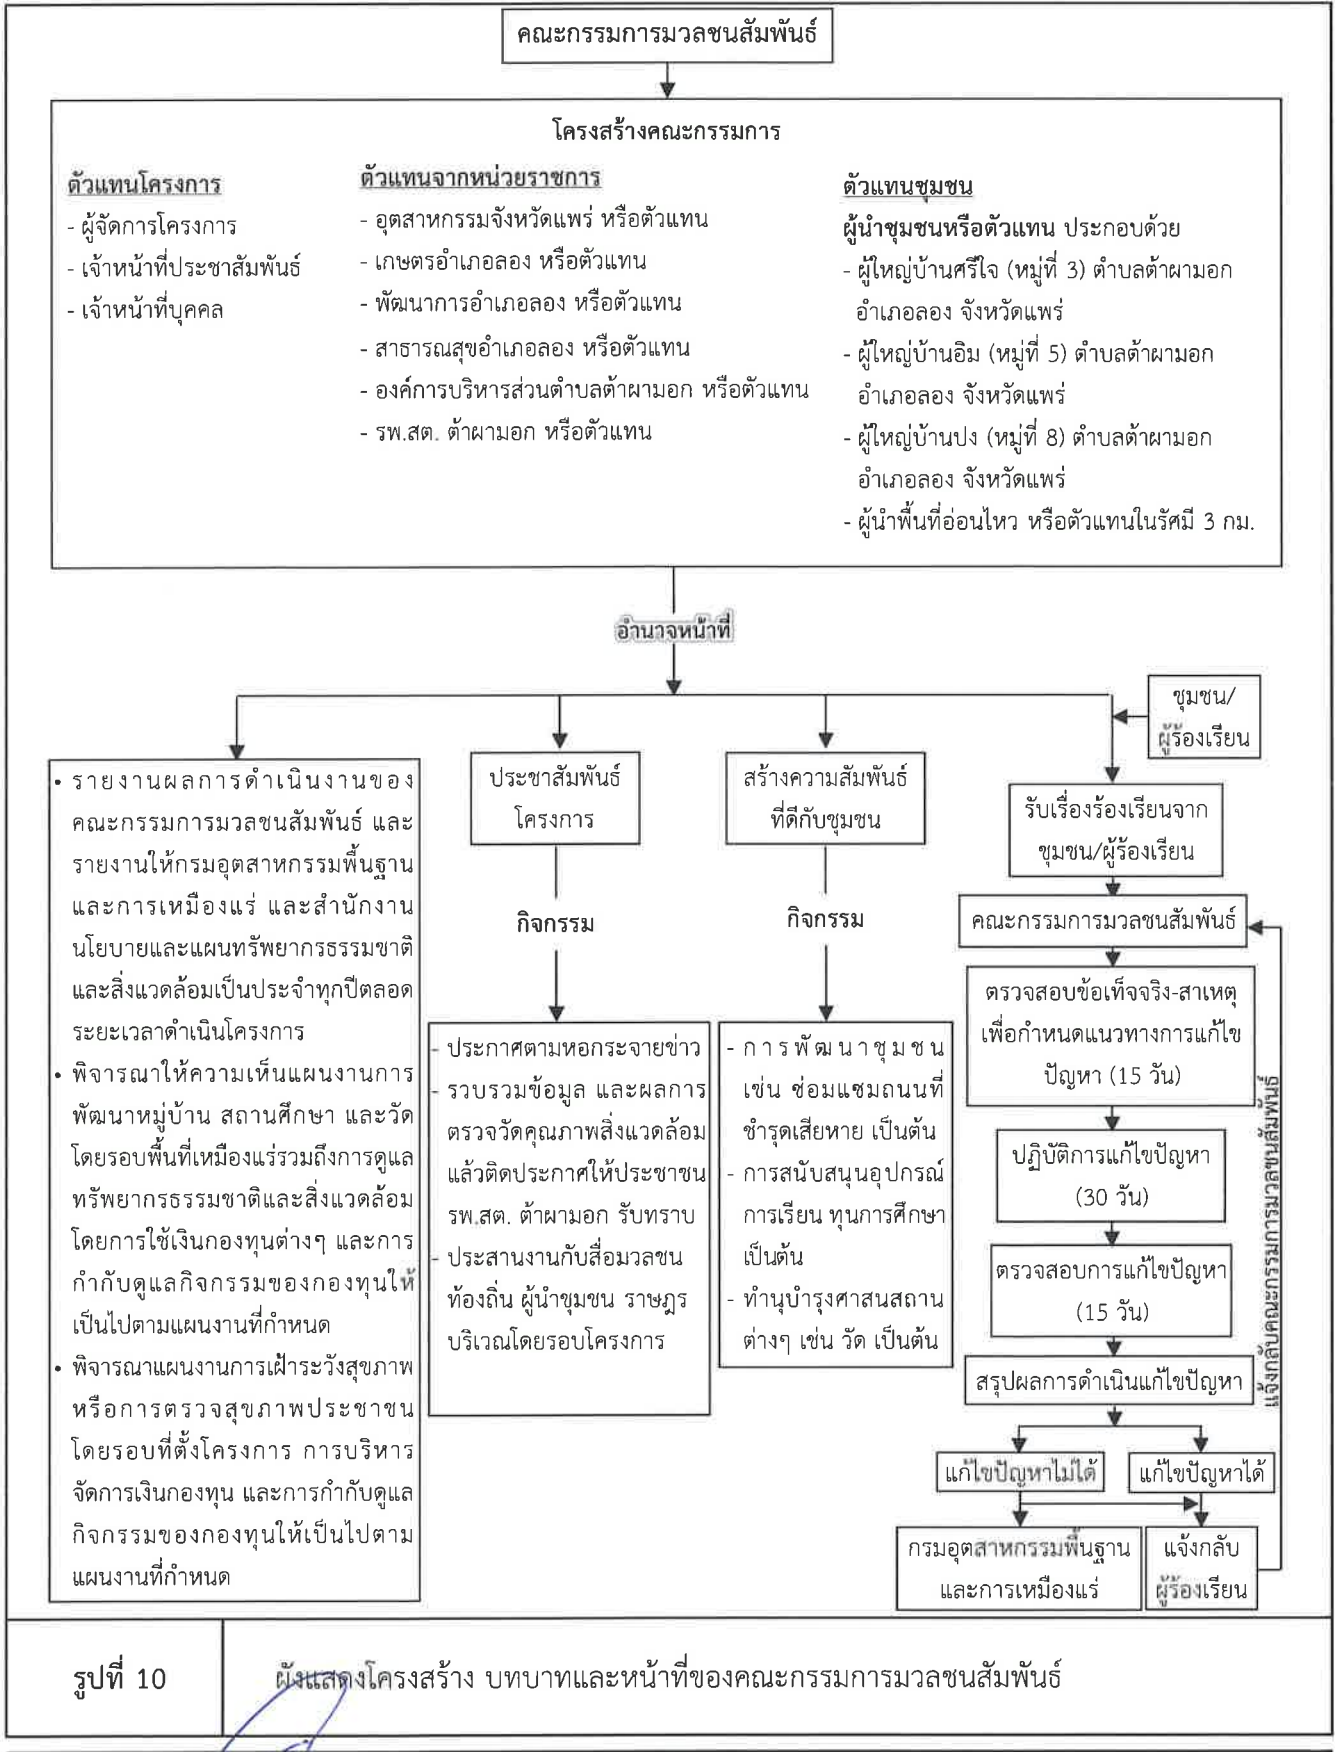 คณะกรรมการมวลชนสัมพันธ์
โครงสร้างคณะกรรมการ
ตัวแทนโครงการ
- ผู้จัดการโครงการ
- เจ้าหน้าที่ประชาสัมพันธ์
- เจ้าหน้าที่บุคคล
ตัวแทนจากหน่วยราชการ
- อุตสาหกรรมจังหวัดแพร่ หรือตัวแทน
- เกษตรอำเภอลอง หรือตัวแทน
- พัฒนาการอำเภอลอง หรือตัวแทน
- สาธารณสุขอำเภอลอง หรือตัวแทน
- องค์การบริหารส่วนตำบลต้าผามอก หรือตัวแทน
- รพ.สต. ต้าผามอก หรือตัวแทน
ตัวแทนชุมชน
ผู้นำชุมชนหรือตัวแทน ประกอบด้วย
- ผู้ใหญ่บ้านศรีใจ (หมู่ที่ 3) ตำบลต้าผามอก
อำเภอลอง จังหวัดแพร่
- ผู้ใหญ่บ้านอิม (หมู่ที่ 5) ตำบลต้าผามอก
อำเภอลอง จังหวัดแพร่
- ผู้ใหญ่บ้านปง (หมู่ที่ 8) ตำบลต้าผามอก
อำเภอลอง จังหวัดแพร่
- ผู้นำพื้นที่อ่อนไหว หรือตัวแทนในรัศมี 3 กม.
อำนาจหน้าที่
• รายงานผลการดำเนินงานของ
คณะกรรมการมวลชนสัมพันธ์ และ
รายงานให้กรมอุตสาหกรรมพื้นฐาน
และการเหมืองแร่ และสำนักงาน
นโยบายและแผนทรัพยากรธรรมชาติ
และสิ่งแวดล้อมเป็นประจำทุกปีตลอด
ระยะเวลาดำเนินโครงการ
• พิจารณาให้ความเห็นแผนงานการ
พัฒนาหมู่บ้าน สถานศึกษา และวัด
โดยรอบพื้นที่เหมืองแร่รวมถึงการดูแล
ทรัพยากรธรรมชาติและสิ่งแวดล้อม
โดยการใช้เงินกองทุนต่างๆ และการ
กำกับดูแลกิจกรรมของกองทุนให้
เป็นไปตามแผนงานที่กำหนด
• พิจารณาแผนงานการเฝ้าระวังสุขภาพ
หรือการตรวจสุขภาพประชาชน
โดยรอบที่ตั้งโครงการ การบริหาร
จัดการเงินกองทุน และการกำกับดูแล
กิจกรรมของกองทุนให้เป็นไปตาม
แผนงานที่กำหนด
ประชาสัมพันธ์
โครงการ
กิจกรรม
- ประกาศตามหอกระจายข่าว
- รวบรวมข้อมูล และผลการ
ตรวจวัดคุณภาพสิ่งแวดล้อม
แล้วติดประกาศให้ประชาชน
รพ.สต. ต้าผามอก รับทราบ
- ประสานงานกับสื่อมวลชน
ท้องถิ่น ผู้นำชุมชน ราษฎร
บริเวณโดยรอบโครงการ
สร้างความสัมพันธ์
ที่ดีกับชุมชน
กิจกรรม
- การพัฒนาชุมชน
เช่น ซ่อมแซมถนนที่
ชำรุดเสียหาย เป็นต้น
- การสนับสนุนอุปกรณ์
การเรียน ทุนการศึกษา
เป็นต้น
- ทำนุบำรุงศาสนสถาน
ต่างๆ เช่น วัด เป็นต้น
ชุมชน/
ผู้ร้องเรียน
รับเรื่องร้องเรียนจาก
ชุมชน/ผู้ร้องเรียน
คณะกรรมการมวลชนสัมพันธ์
ตรวจสอบข้อเท็จจริง-สาเหตุ
เพื่อกำหนดแนวทางการแก้ไข
ปัญหา (15 วัน)
ปฏิบัติการแก้ไขปัญหา
(30 วัน)
ตรวจสอบการแก้ไขปัญหา
(15 วัน)
สรุปผลการดำเนินแก้ไขปัญหา
แก้ไขปัญหาไม่ได้
แก้ไขปัญหาได้
กรมอุตสาหกรรมพื้นฐาน
และการเหมืองแร่
แจ้งกลับ
ผู้ร้องเรียน
แจ้งกลับคณะกรรมการมวลชนสัมพันธ์
รูปที่ 10
ผังแสดงโครงสร้าง บทบาทและหน้าที่ของคณะกรรมการมวลชนสัมพันธ์